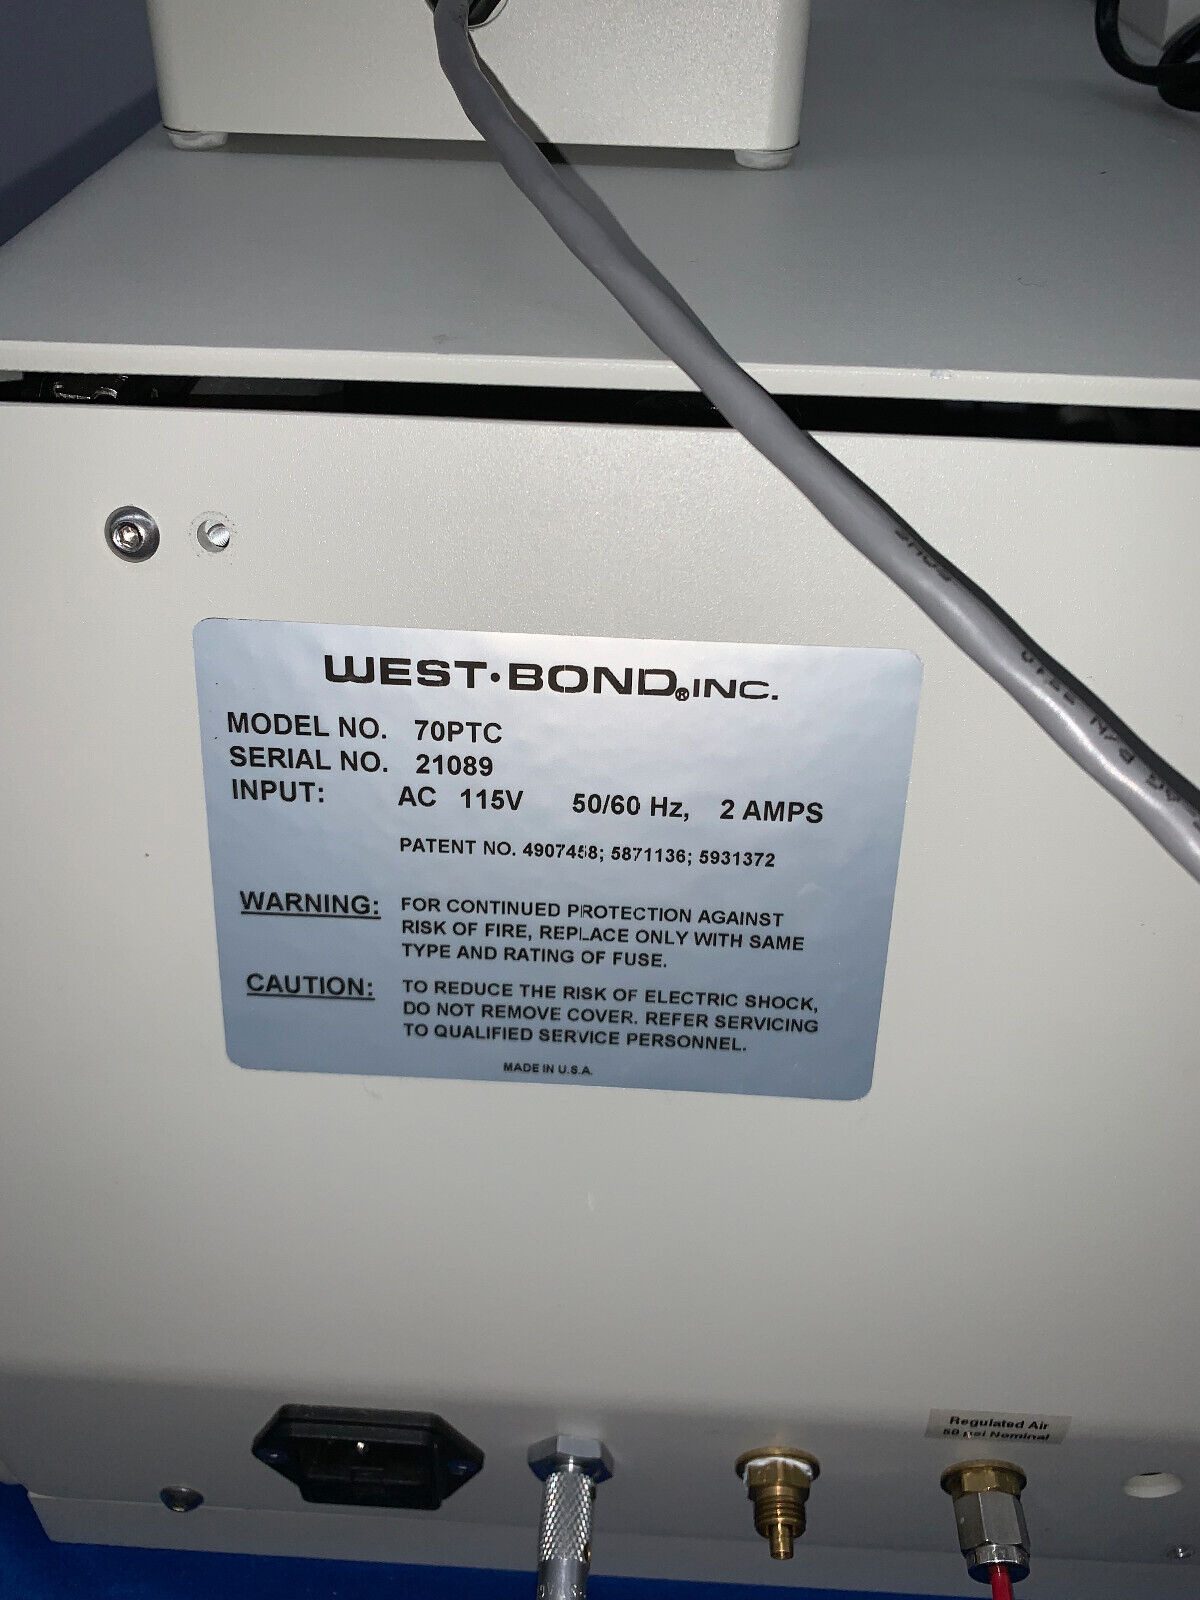 WEST·BOND® INC.
MODEL NO. 70PTC
SERIAL NO. 21089
INPUT: AC 115V 50/60 Hz, 2 AMPS
PATENT NO. 4907458; 5871136; 5931372
WARNING: FOR CONTINUED PROTECTION AGAINST
RISK OF FIRE, REPLACE ONLY WITH SAME
TYPE AND RATING OF FUSE.
CAUTION: TO REDUCE THE RISK OF ELECTRIC SHOCK,
DO NOT REMOVE COVER. REFER SERVICING
TO QUALIFIED SERVICE PERSONNEL.
MADE IN U.S.A.
Regulated Air
50 psi Nominal